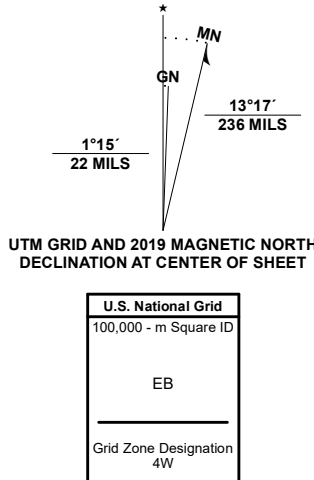 ★
MN
GN
13°17´
236 MILS
1°15´
22 MILS
UTM GRID AND 2019 MAGNETIC NORTH
DECLINATION AT CENTER OF SHEET
U.S. National Grid
100,000 - m Square ID
EB
Grid Zone Designation
4W